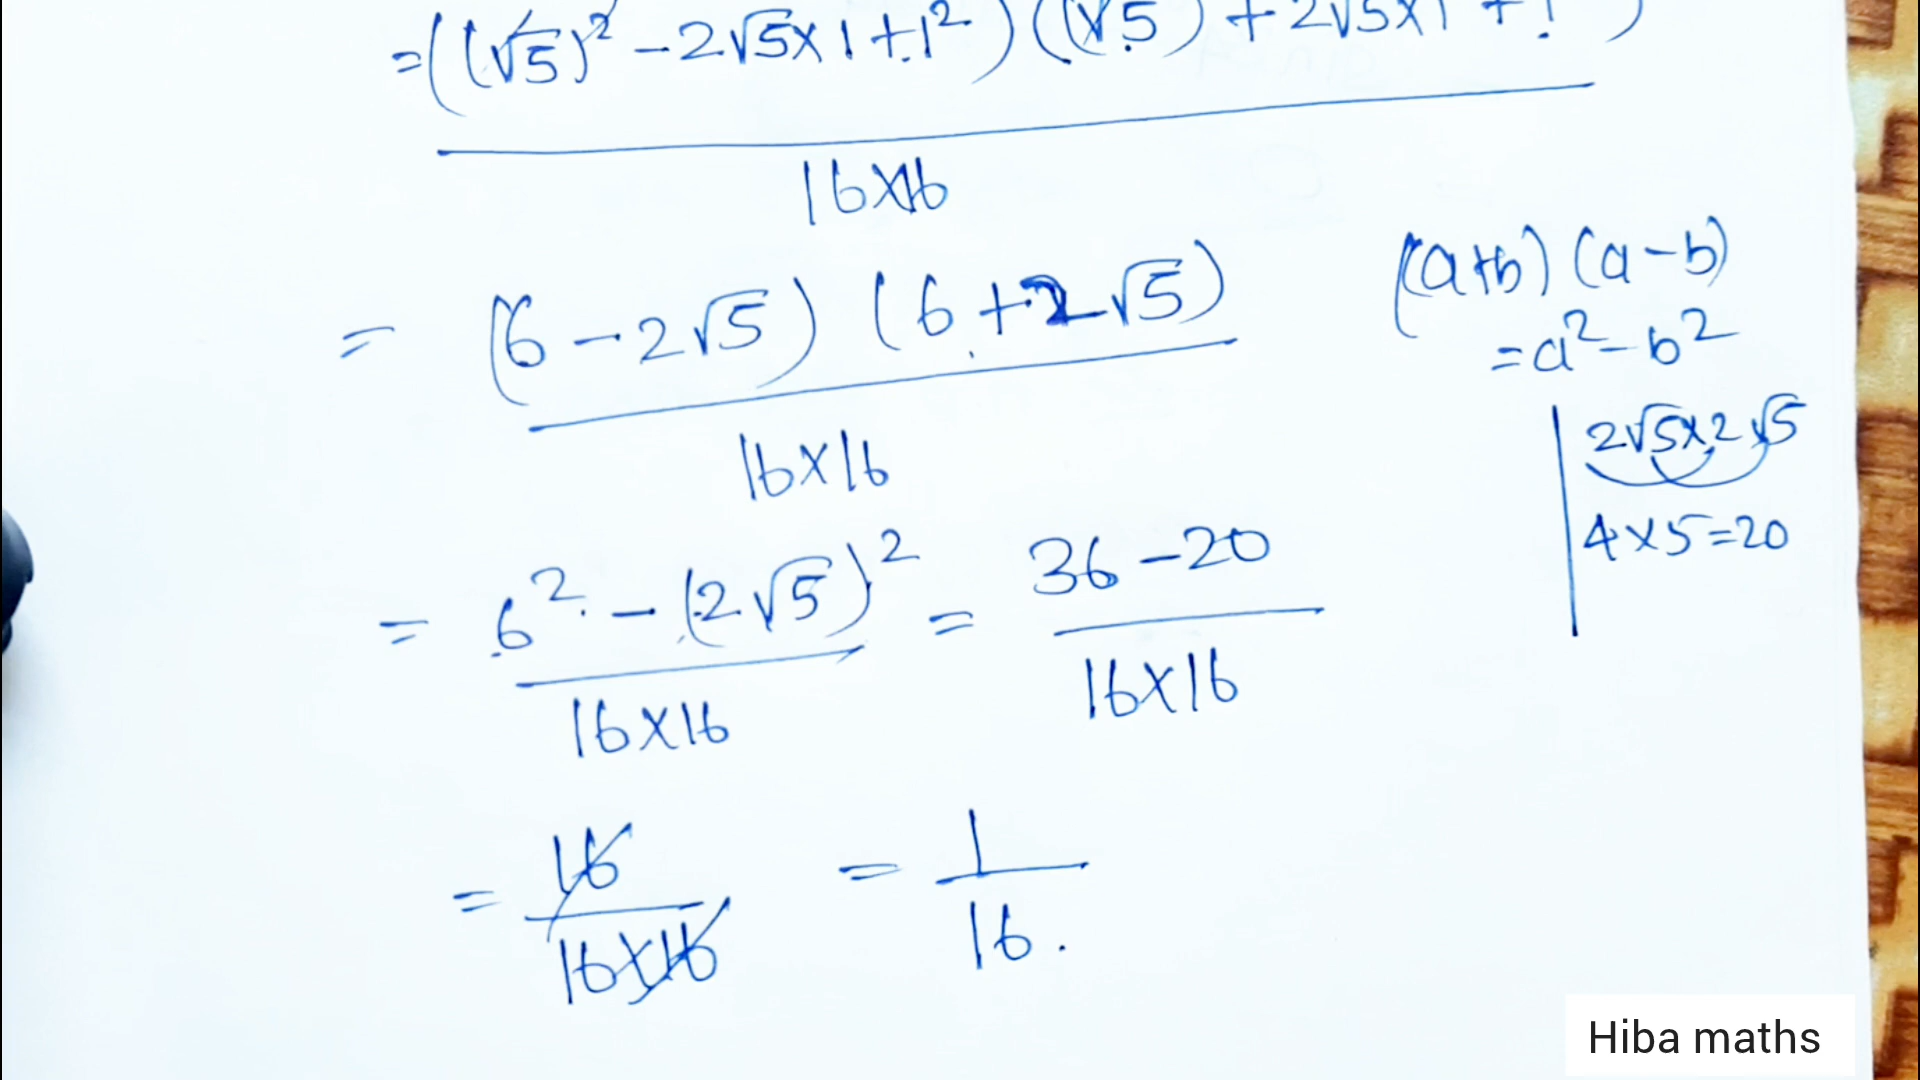 = ((√5)² - 2√5×1+1²) ((√5) + 2√5×1 + 1 )
16×16
= (6 - 2√5) (6 + 2√5)
16×16
(a+b) (a-b)
= a² - b²
2√5×2√5
4×5=20
= 6² - (2√5)² = 36 - 20
16×16 16×16
= 16 = 1
16×16 16.
Hiba maths